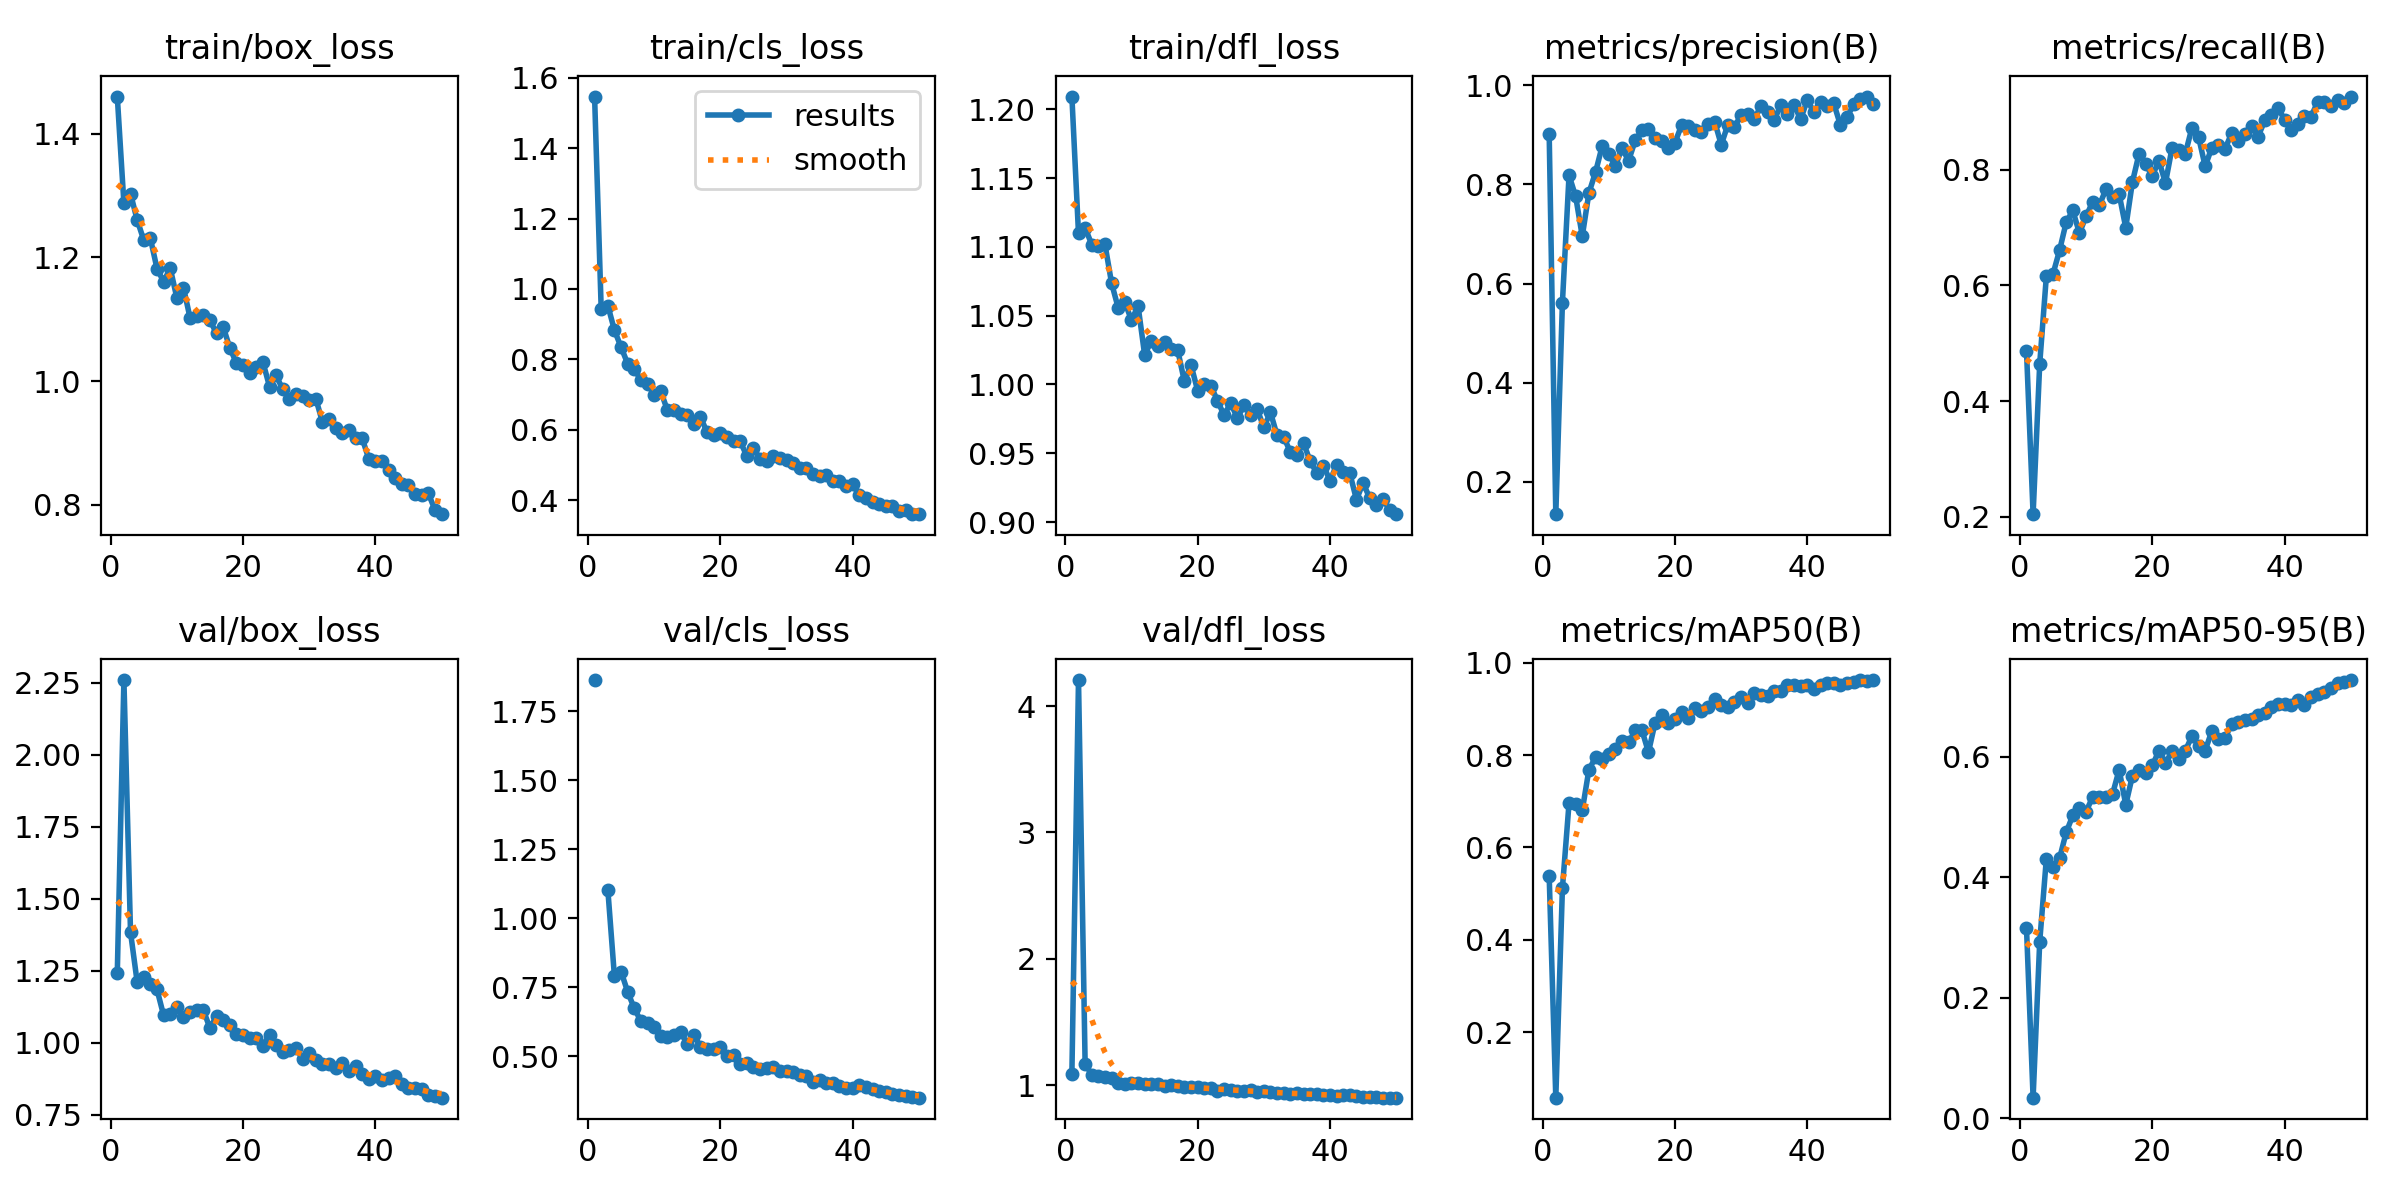 train/box_loss
1.4
1.2
1.0
0.8
0 20 40
train/cls_loss
results
smooth
1.6
1.4
1.2
1.0
0.8
0.6
0.4
0 20 40
train/dfl_loss
1.20
1.15
1.10
1.05
1.00
0.95
0.90
0 20 40
metrics/precision(B)
1.0
0.8
0.6
0.4
0.2
0 20 40
metrics/recall(B)
0.8
0.6
0.4
0.2
0 20 40
val/box_loss
2.25
2.00
1.75
1.50
1.25
1.00
0.75
0 20 40
val/cls_loss
1.75
1.50
1.25
1.00
0.75
0.50
0 20 40
val/dfl_loss
4
3
2
1
0 20 40
metrics/mAP50(B)
1.0
0.8
0.6
0.4
0.2
0 20 40
metrics/mAP50-95(B)
0.6
0.4
0.2
0.0
0 20 40